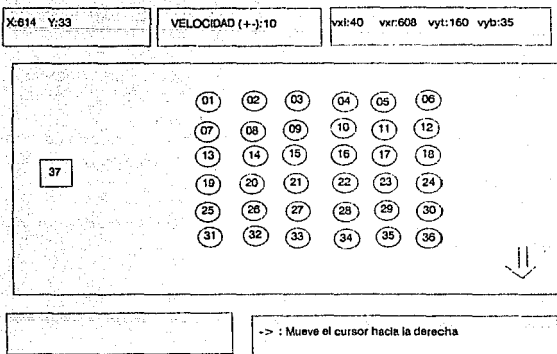 X:614 Y:33 VELOCIDAD (+-):10 vxl:40 vxr:608 vyt:160 vyb:35
01 02 03 04 05 06
07 08 09 10 11 12
13 14 15 16 17 18
37
19 20 21 22 23 24
25 26 27 28 29 30
31 32 33 34 35 36
-> : Mueve el cursor hacia la derecha